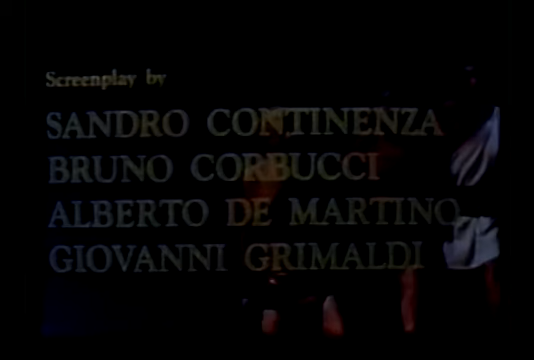 Screenplay by
SANDRO CONTINENZA
BRUNO CORBUCCI
ALBERTO DE MARTINO
GIOVANNI GRIMALDI